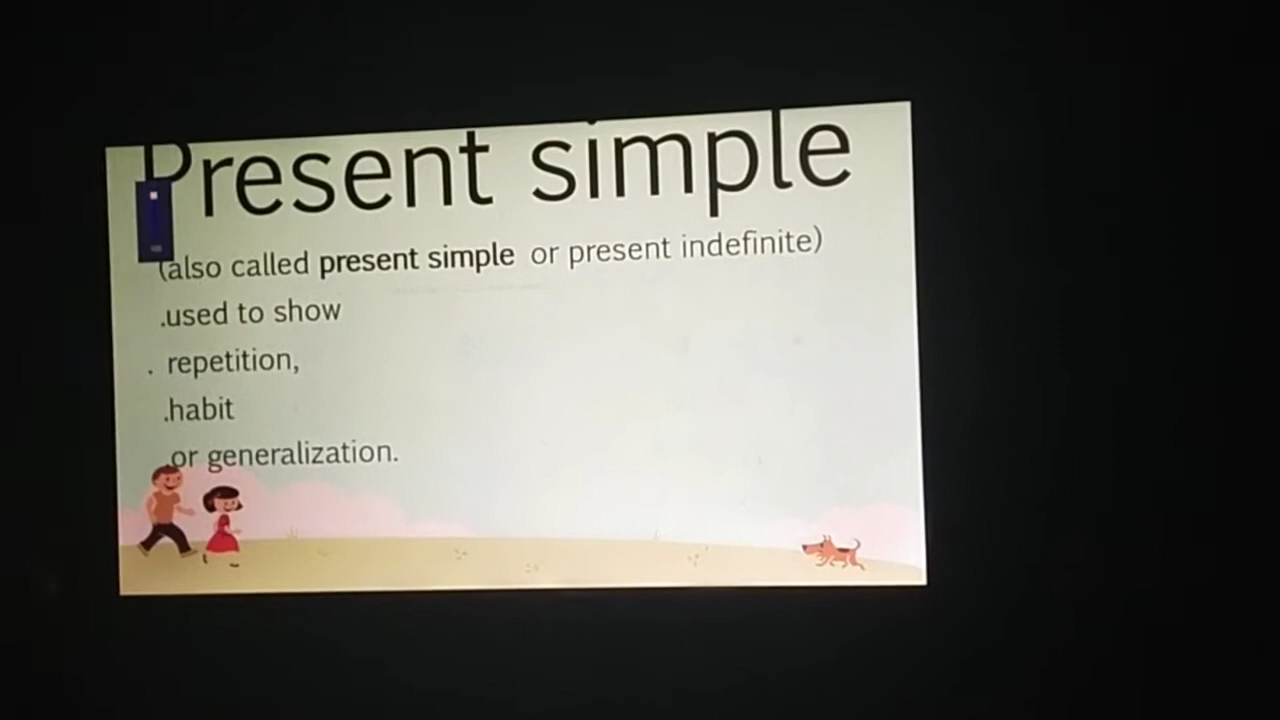 Present simple
(also called present simple or present indefinite)
.used to show
. repetition,
.habit
.or generalization.